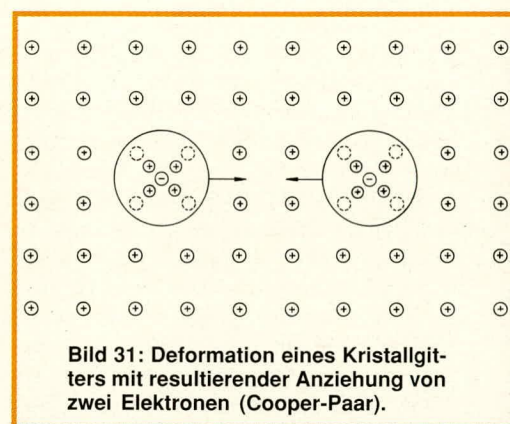 Bild 31: Deformation eines Kristallgit-
ters mit resultierender Anziehung von
zwei Elektronen (Cooper-Paar).